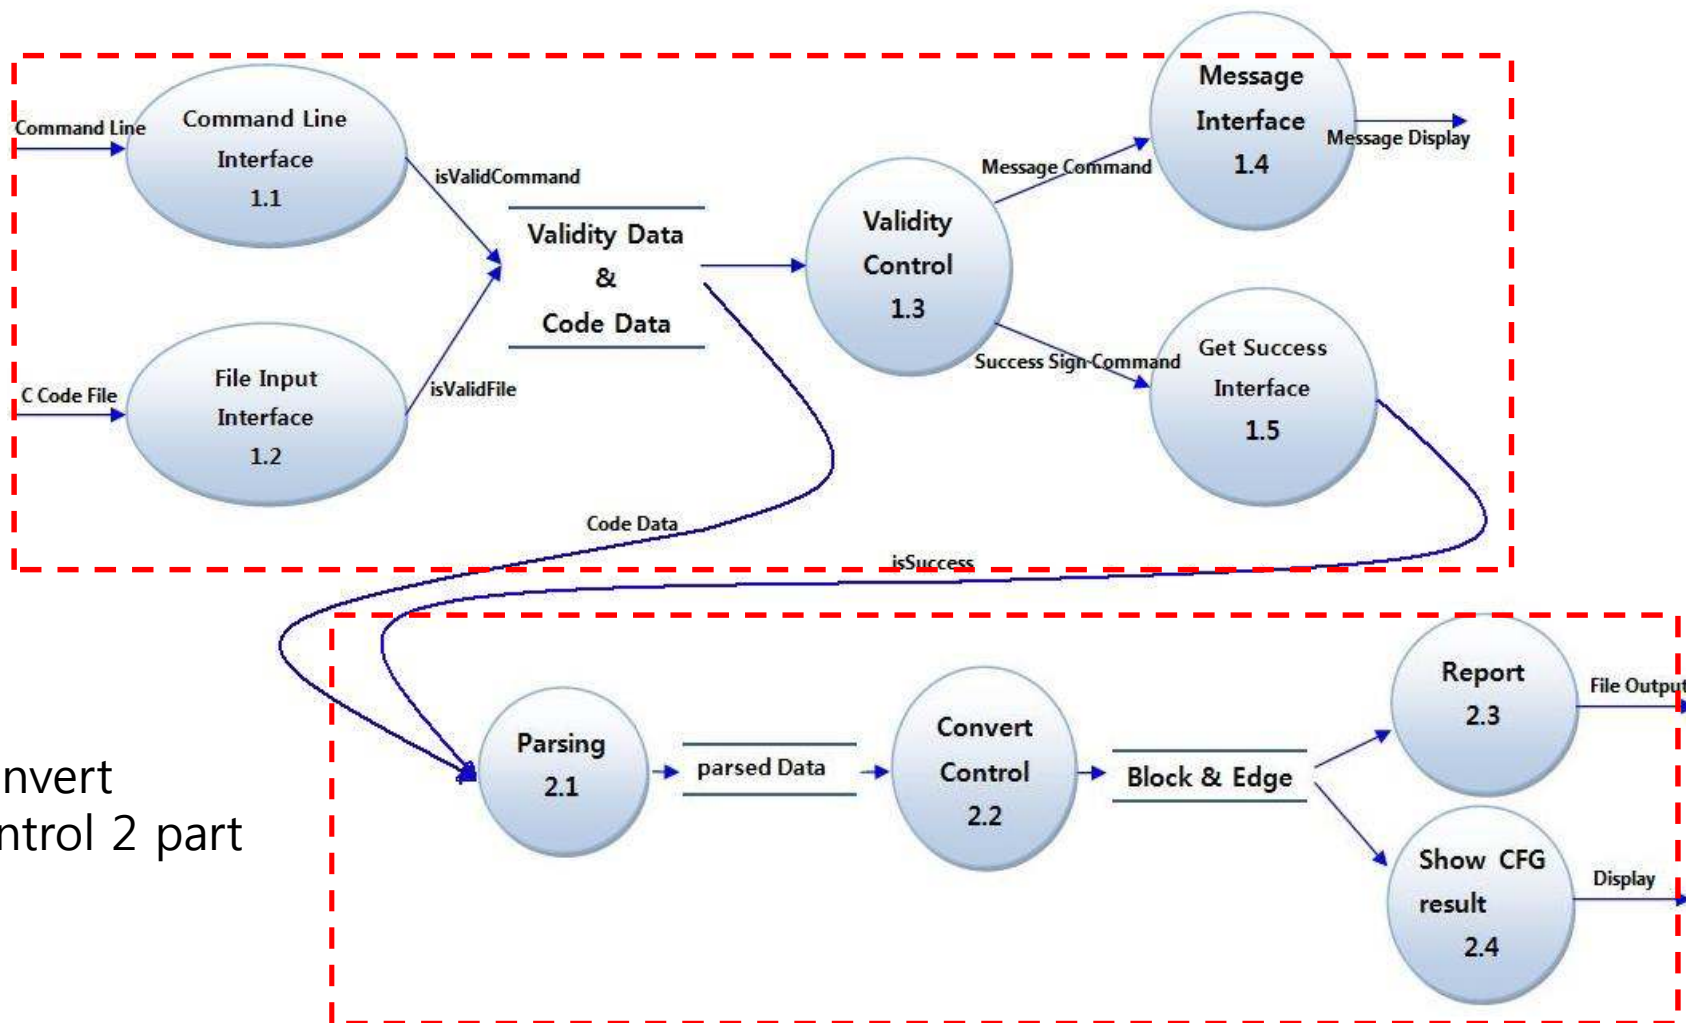 Command Line
Command Line
Interface
1.1
isValidCommand
C Code File
File Input
Interface
1.2
isValidFile
Validity Data
&
Code Data
Validity
Control
1.3
Message Command
Message
Interface
1.4
Message Display
Success Sign Command
Get Success
Interface
1.5
Code Data
isSuccess
nvert
ntrol 2 part
Parsing
2.1
parsed Data
Convert
Control
2.2
Block & Edge
Report
2.3
File Output
Show CFG
result
2.4
Display